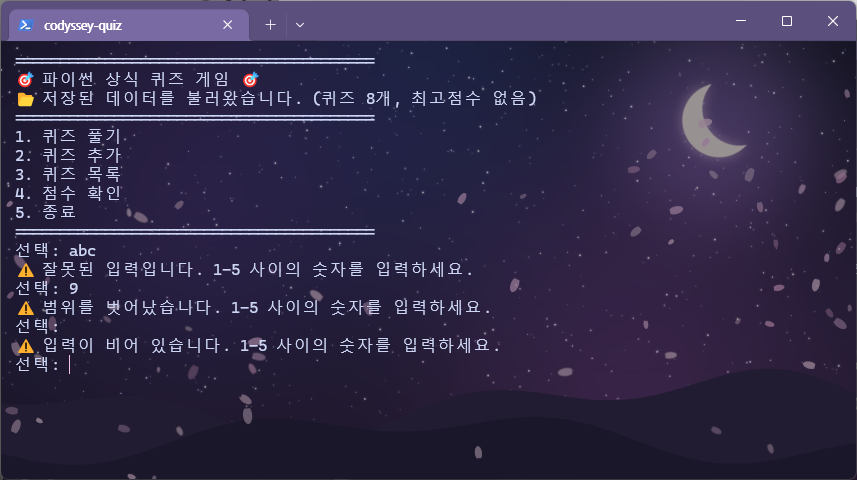 codyssey-quiz
========================================
🎯 파이썬 상식 퀴즈 게임 🎯
📂 저장된 데이터를 불러왔습니다. (퀴즈 8개, 최고점수 없음)
========================================
1. 퀴즈 풀기
2. 퀴즈 추가
3. 퀴즈 목록
4. 점수 확인
5. 종료
========================================
선택: abc
⚠️ 잘못된 입력입니다. 1-5 사이의 숫자를 입력하세요.
선택: 9
⚠️ 범위를 벗어났습니다. 1-5 사이의 숫자를 입력하세요.
선택:
⚠️ 입력이 비어 있습니다. 1-5 사이의 숫자를 입력하세요.
선택: